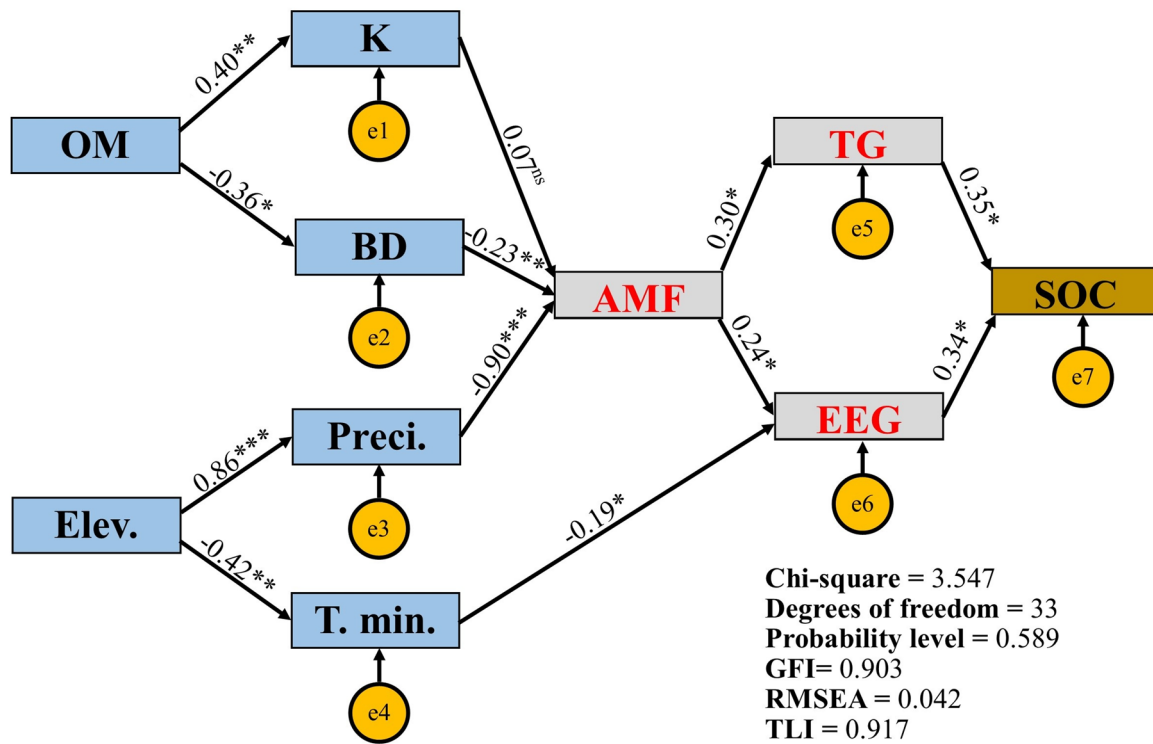 K
0.40**
e1
OM
0.07ns
TG
-0.36*
0.30*
0.35*
e5
BD
-0.23**
e2
AMF
SOC
0.24*
0.34*
e7
-0.90***
EEG
Preci.
0.86***
e3
e6
Elev.
-0.19*
-0.42**
T. min.
e4
Chi-square = 3.547
Degrees of freedom = 33
Probability level = 0.589
GFI= 0.903
RMSEA = 0.042
TLI = 0.917